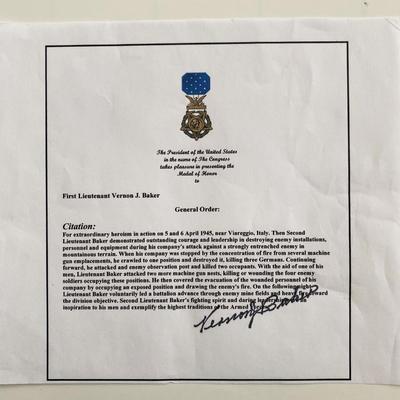 The President of the United States
in the name of The Congress
takes pleasure in presenting the
Medal of Honor
to
First Lieutenant Vernon J. Baker
General Order:
Citation:
For extraordinary heroism in action on 5 and 6 April 1945, near Viareggio, Italy. Then Second
Lieutenant Baker demonstrated outstanding courage and leadership in destroying enemy installations,
personnel and equipment during his company's attack against a strongly entrenched enemy in
mountainous terrain. When his company was stopped by the concentration of fire from several machine
gun emplacements, he crawled to one position and destroyed it, killing three Germans. Continuing
forward, he attacked and enemy observation post and killed two occupants. With the aid of one of his
men, Lieutenant Baker attacked two more machine gun nests, killing or wounding the four enemy
soldiers occupying these positions. He then covered the evacuation of the wounded personnel of his
company by occupying an exposed position and drawing the enemy's fire. On the following night
Lieutenant Baker voluntarily led a battalion advance through enemy mine fields and heavy fire toward
the division objective. Second Lieutenant Baker's fighting spirit and daring leadership were an
inspiration to his men and exemplify the highest traditions of the Armed Forces.
Vernon J Baker